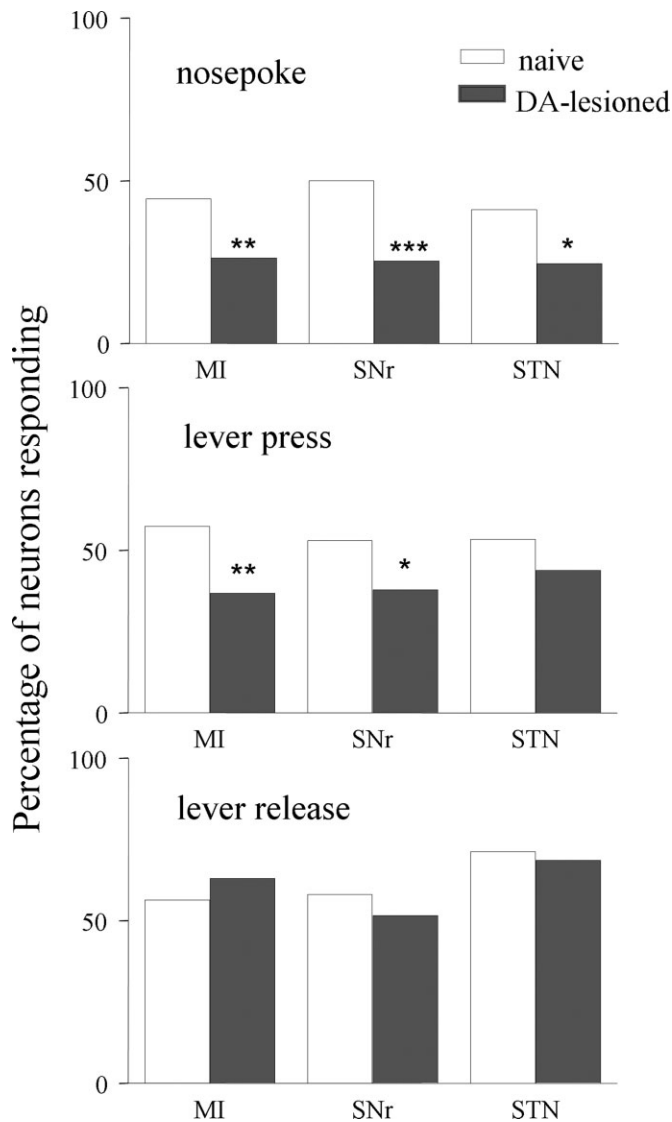 Percentage of neurons responding
100
nosepoke
naive
DA-lesioned
50
** *** *
0
MI SNr STN
100
lever press
50
** *
0
MI SNr STN
100
lever release
50
0
MI SNr STN